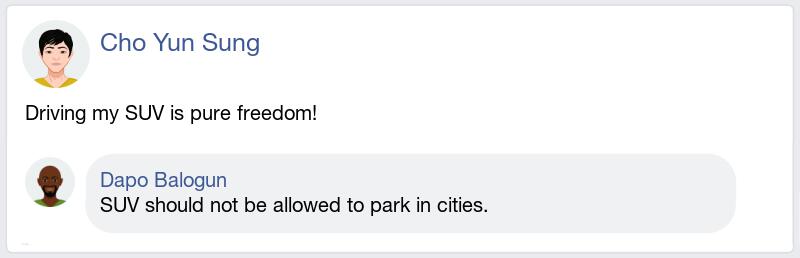 Cho Yun Sung
Driving my SUV is pure freedom!
Dapo Balogun
SUV should not be allowed to park in cities.